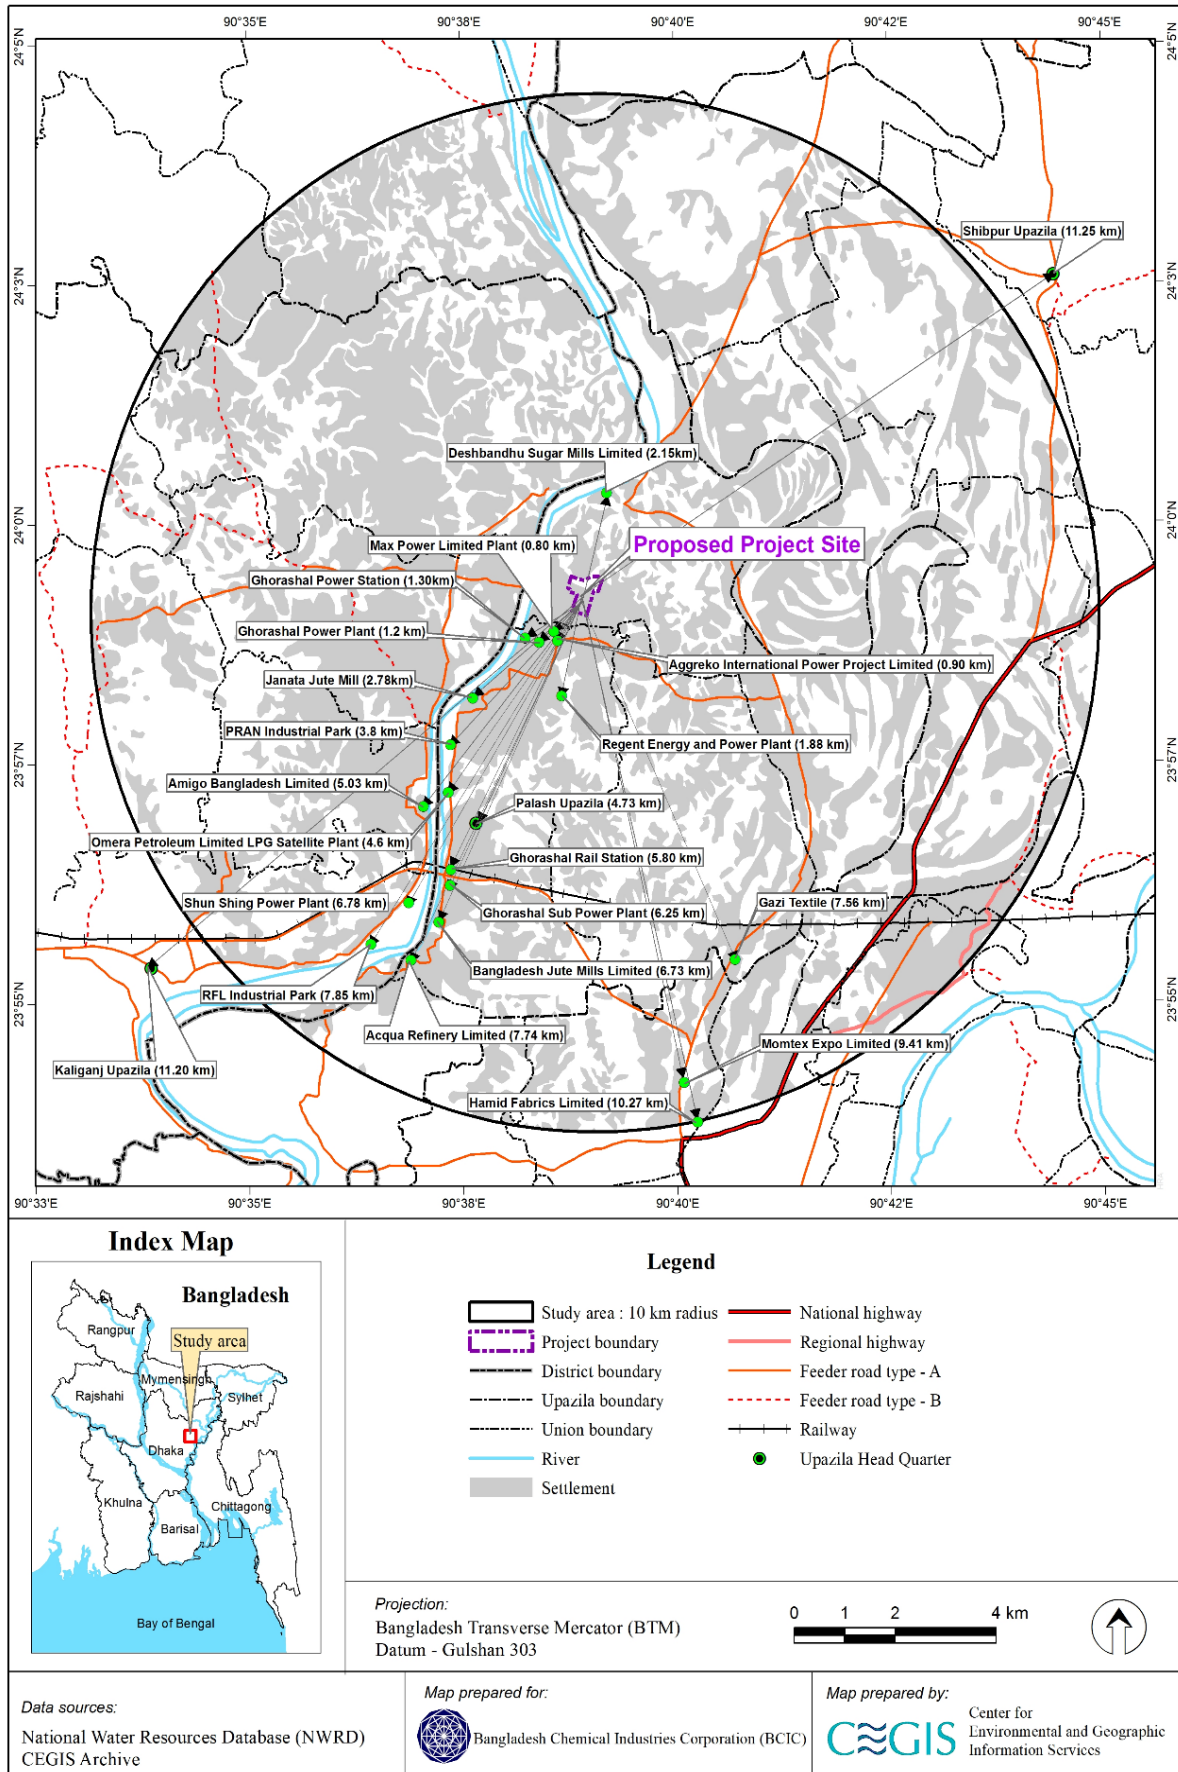 90°35'E 90°38'E 90°40'E 90°42'E 90°45'E
24°5'N 24°5'N
Shibpur Upazila (11.25 km)
24°3'N 24°3'N
Deshbandhu Sugar Mills Limited (2.15km)
24°0'N 24°0'N
Max Power Limited Plant (0.80 km)
Proposed Project Site
Ghorashal Power Station (1.30km)
Ghorashal Power Plant (1.2 km)
Aggreko International Power Project Limited (0.90 km)
Janata Jute Mill (2.78km)
PRAN Industrial Park (3.8 km)
Regent Energy and Power Plant (1.88 km)
23°57'N 23°57'N
Amigo Bangladesh Limited (5.03 km)
Palash Upazila (4.73 km)
Omera Petroleum Limited LPG Satellite Plant (4.6 km)
Ghorashal Rail Station (5.80 km)
Shun Shing Power Plant (6.78 km)
Gazi Textile (7.56 km)
Ghorashal Sub Power Plant (6.25 km)
Bangladesh Jute Mills Limited (6.73 km)
RFL Industrial Park (7.85 km)
23°55'N 23°55'N
Acqua Refinery Limited (7.74 km)
Momtex Expo Limited (9.41 km)
Kaliganj Upazila (11.20 km)
Hamid Fabrics Limited (10.27 km)
90°33'E 90°35'E 90°38'E 90°40'E 90°42'E 90°45'E
Index Map
Bangladesh
Rangpur
Study area
Mymensingh
Rajshahi
Sylhet
Dhaka
Khulna
Chittagong
Barisal
Bay of Bengal
Legend
Study area : 10 km radius
Project boundary
District boundary
Upazila boundary
Union boundary
River
Settlement
National highway
Regional highway
Feeder road type - A
Feeder road type - B
Railway
Upazila Head Quarter
Projection:
Bangladesh Transverse Mercator (BTM)
Datum - Gulshan 303
0 1 2 4 km
Data sources:
National Water Resources Database (NWRD)
CEGIS Archive
Map prepared for:
Bangladesh Chemical Industries Corporation (BCIC)
Map prepared by:
CEGIS
Center for
Environmental and Geographic
Information Services